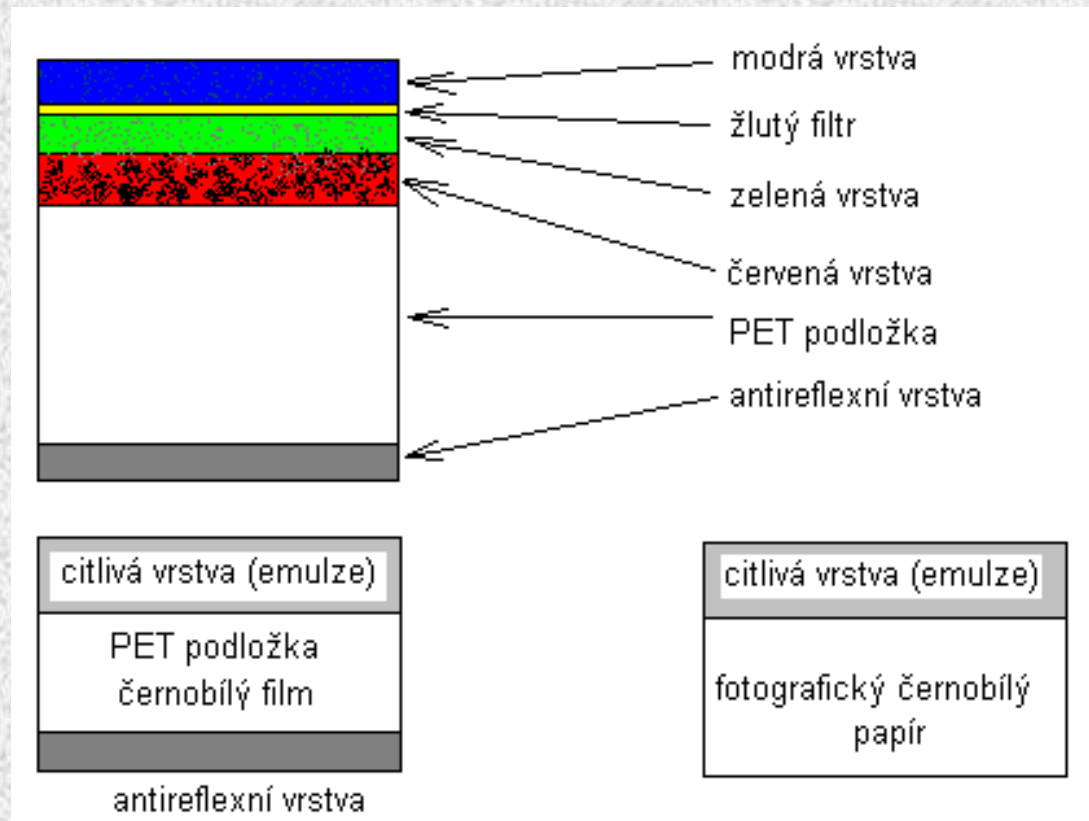 modrá vrstva
žlutý filtr
zelená vrstva
červená vrstva
PET podložka
antireflexní vrstva
citlivá vrstva (emulze)
PET podložka
černobílý film
antireflexní vrstva
citlivá vrstva (emulze)
fotografický černobílý
papír